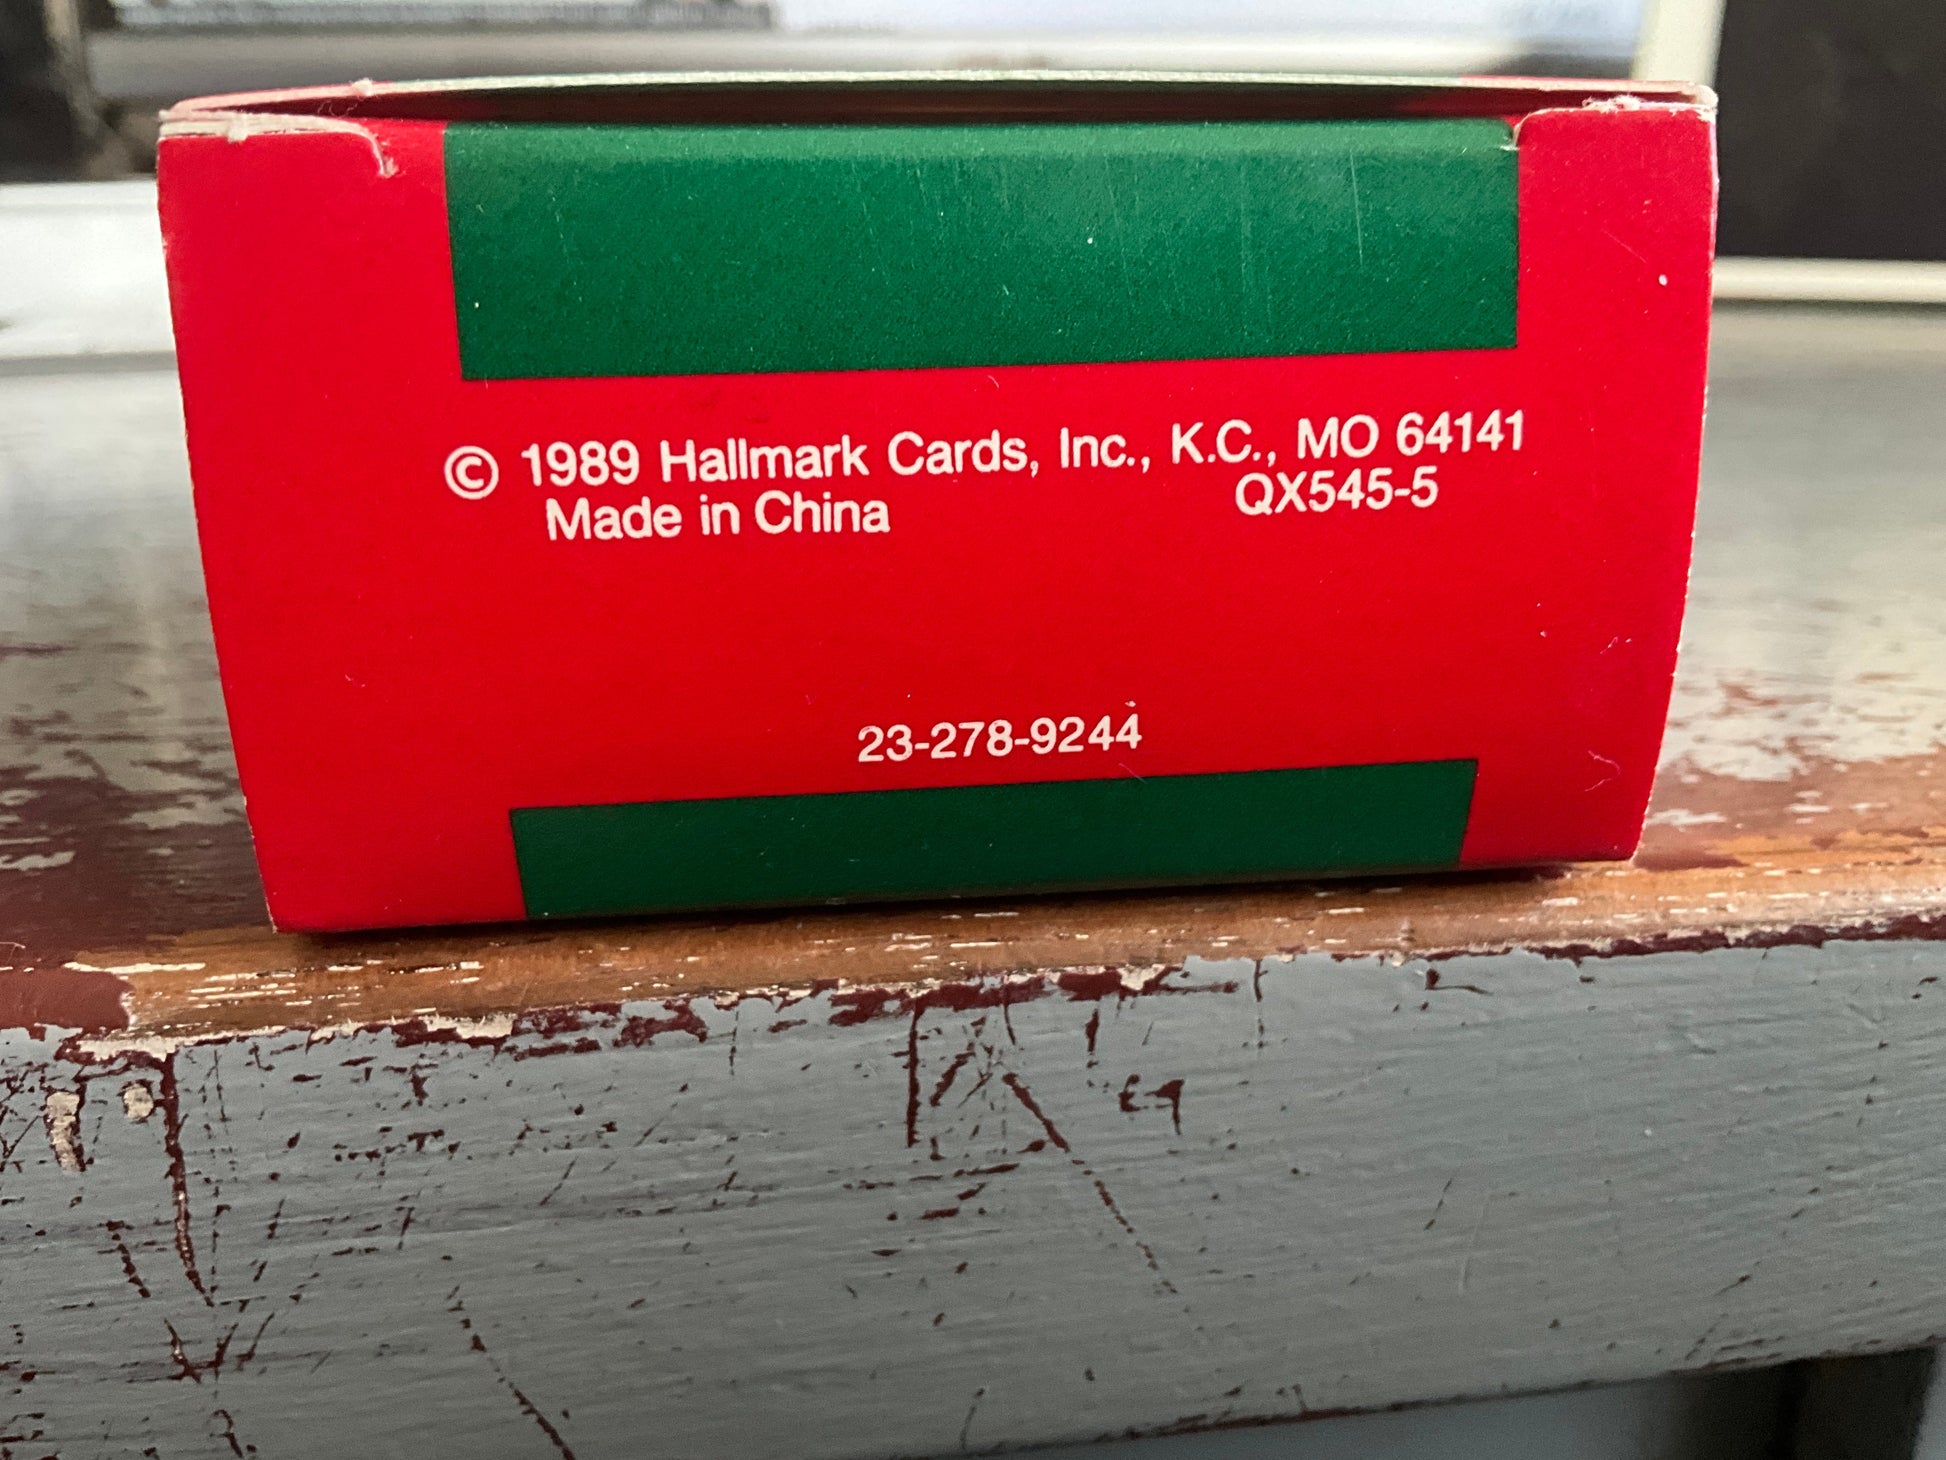 © 1989 Hallmark Cards, Inc., K.C., MO 64141
Made in China QX545-5
23-278-9244